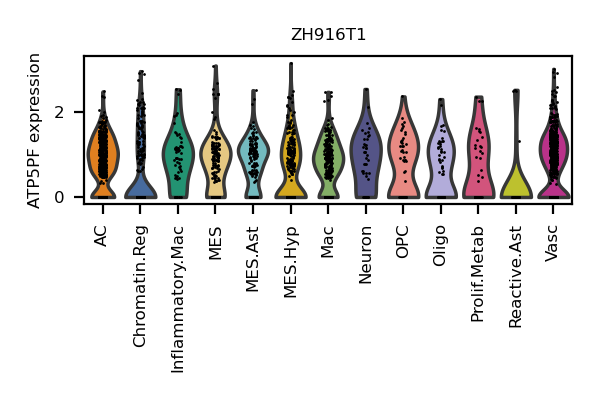 ZH916T1
ATP5PF expression
2
0
AC
Chromatin.Reg
Inflammatory.Mac
MES
MES.Ast
MES.Hyp
Mac
Neuron
OPC
Oligo
Prolif.Metab
Reactive.Ast
Vasc